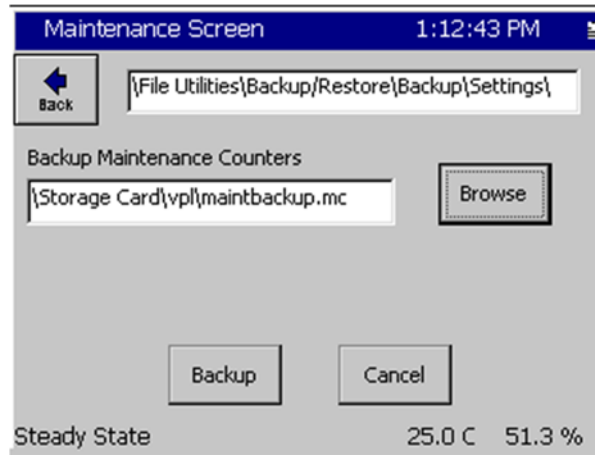 Maintenance Screen 1:12:43 PM
Back
\File Utilities\Backup/Restore\Backup\Settings\
Backup Maintenance Counters
\Storage Card\vpl\maintbackup.mc
Browse
Backup Cancel
Steady State 25.0 C 51.3 %